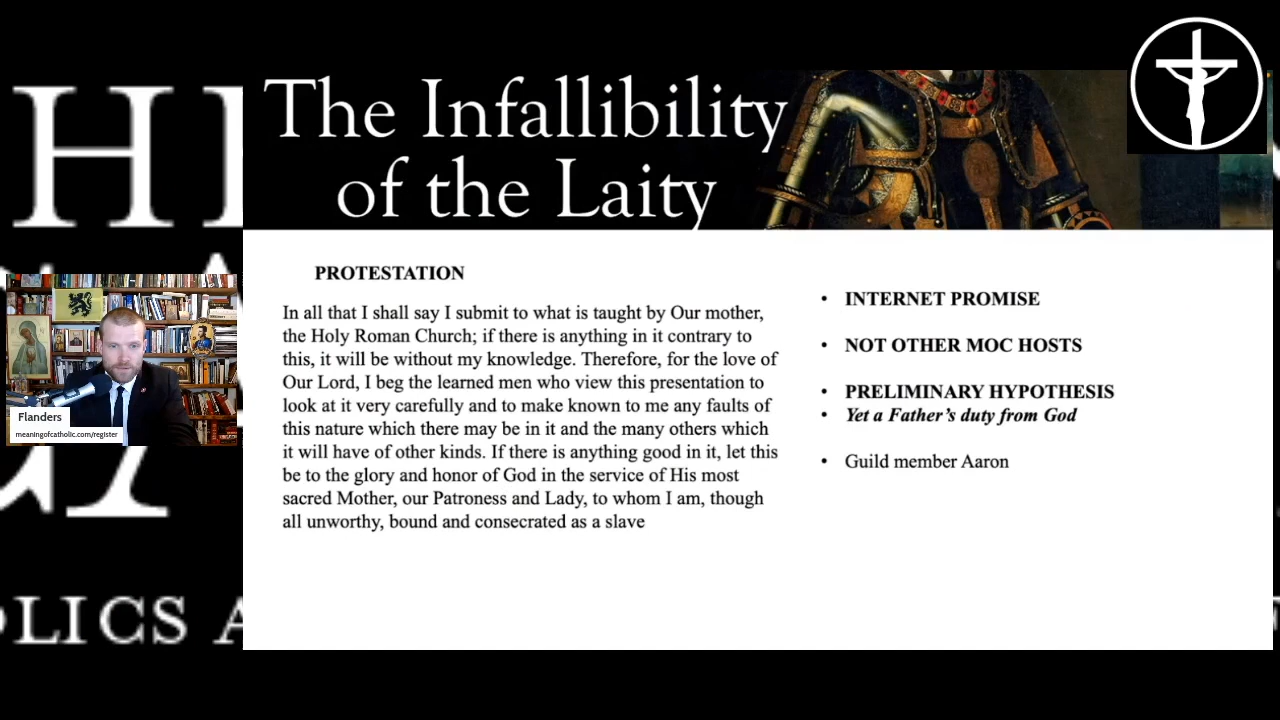 The Infallibility
of the Laity
PROTESTATION
In all that I shall say I submit to what is taught by Our mother,
the Holy Roman Church; if there is anything in it contrary to
this, it will be without my knowledge. Therefore, for the love of
Our Lord, I beg the learned men who view this presentation to
look at it very carefully and to make known to me any faults of
this nature which there may be in it and the many others which
it will have of other kinds. If there is anything good in it, let this
be to the glory and honor of God in the service of His most
sacred Mother, our Patroness and Lady, to whom I am, though
all unworthy, bound and consecrated as a slave
• INTERNET PROMISE
• NOT OTHER MOC HOSTS
• PRELIMINARY HYPOTHESIS
• Yet a Father's duty from God
• Guild member Aaron
Flanders
meaningofcatholic.com/register
OLICS A